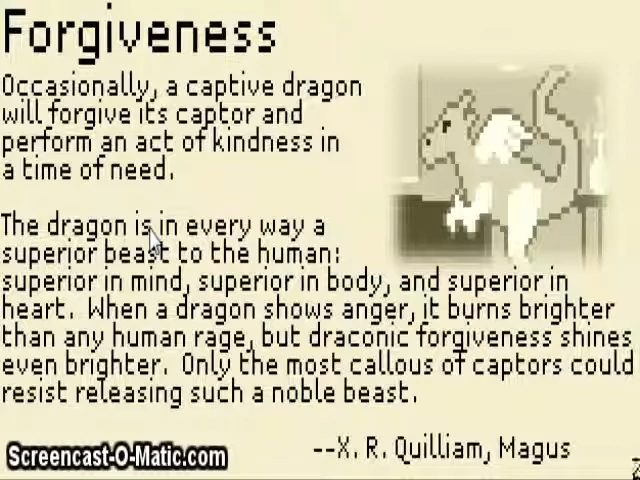 Forgiveness
Occasionally, a captive dragon
will forgive its captor and
perform an act of kindness in
a time of need.
The dragon is in every way a
superior beast to the human:
superior in mind, superior in body, and superior in
heart. When a dragon shows anger, it burns brighter
than any human rage, but draconic forgiveness shines
even brighter. Only the most callous of captors could
resist releasing such a noble beast.
--X. R. Quilliam, Magus
Screencast-O-Matic.com